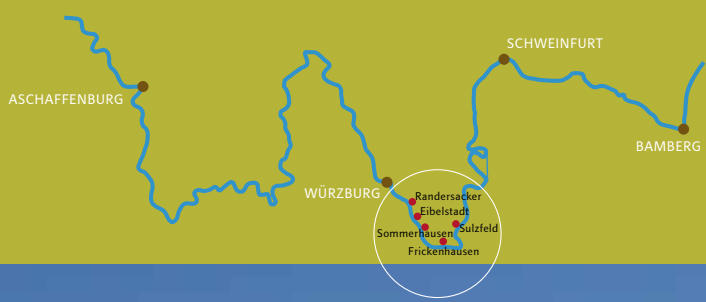 SCHWEINFURT
ASCHAFFENBURG
BAMBERG
WÜRZBURG
Randersacker
Eibelstadt
Sulzfeld
Sommerhausen
Frickenhausen